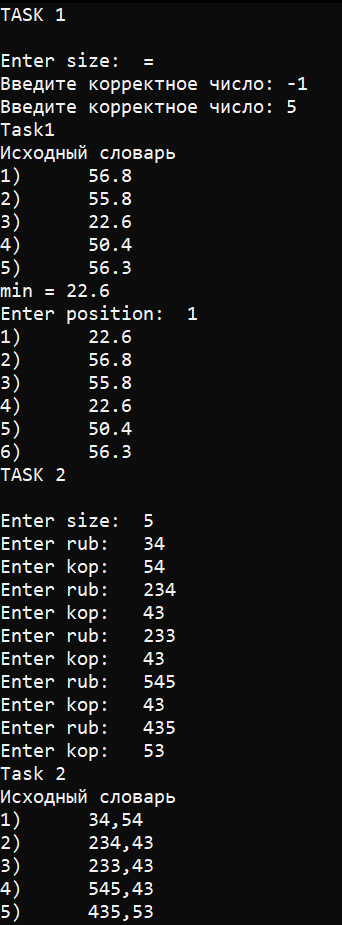 TASK 1
Enter size:  =
Введите корректное число: -1
Введите корректное число: 5
Task1
Исходный словарь
1)      56.8
2)      55.8
3)      22.6
4)      50.4
5)      56.3
min = 22.6
Enter position:  1
1)      22.6
2)      56.8
3)      55.8
4)      22.6
5)      50.4
6)      56.3
TASK 2
Enter size:  5
Enter rub:   34
Enter kop:   54
Enter rub:   234
Enter kop:   43
Enter rub:   233
Enter kop:   43
Enter rub:   545
Enter kop:   43
Enter rub:   435
Enter kop:   53
Task 2
Исходный словарь
1)      34,54
2)      234,43
3)      233,43
4)      545,43
5)      435,53